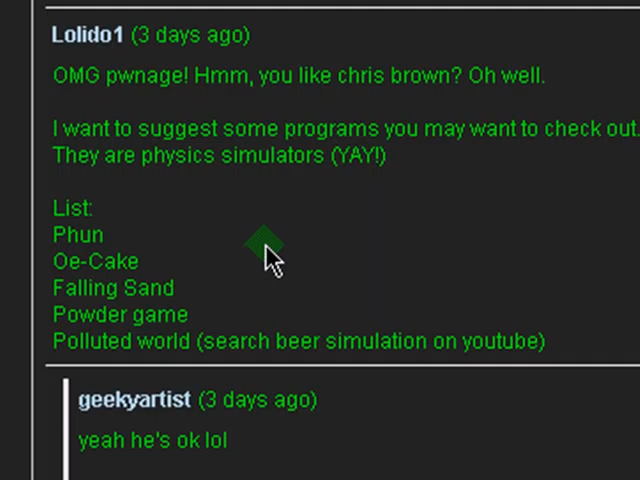 Lolido1 (3 days ago)
OMG pwnage! Hmm, you like chris brown? Oh well.
I want to suggest some programs you may want to check out.
They are physics simulators (YAY!)
List:
Phun
Oe-Cake
Falling Sand
Powder game
Polluted world (search beer simulation on youtube)
geekyartist (3 days ago)
yeah he's ok lol